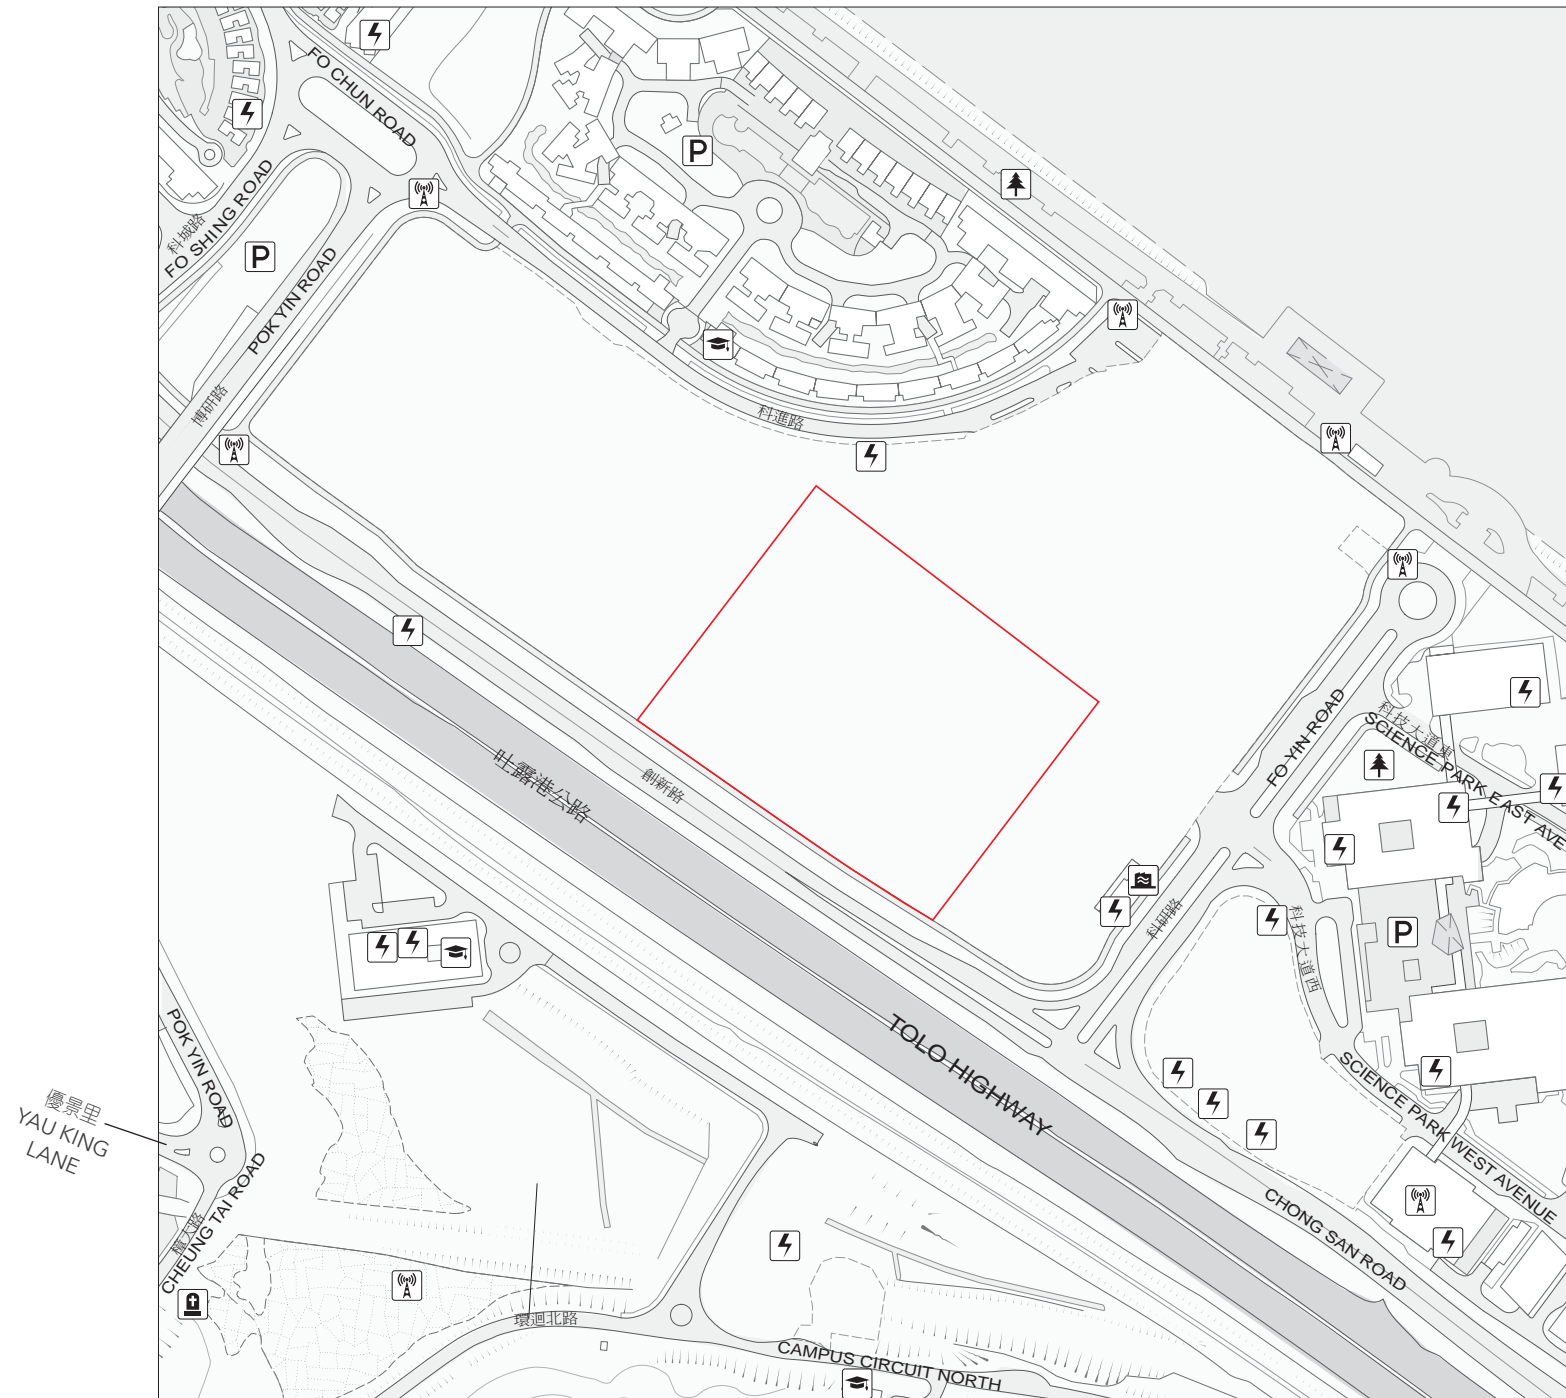 FO CHUN ROAD
科城路
FO SHING ROAD
P
P
POK YIN ROAD
博研路
科進路
科技大道東
SCIENCE PARK EAST AVE
FO YIN ROAD
吐露港公路
創新路
科研路
科技大道西
P
TOLO HIGHWAY
POK YIN ROAD
優景里
YAU KING
LANE
SCIENCE PARK WEST AVENUE
CHEUNG TAI ROAD
CHONG SAN ROAD
環迴北路
CAMPUS CIRCUIT NORTH